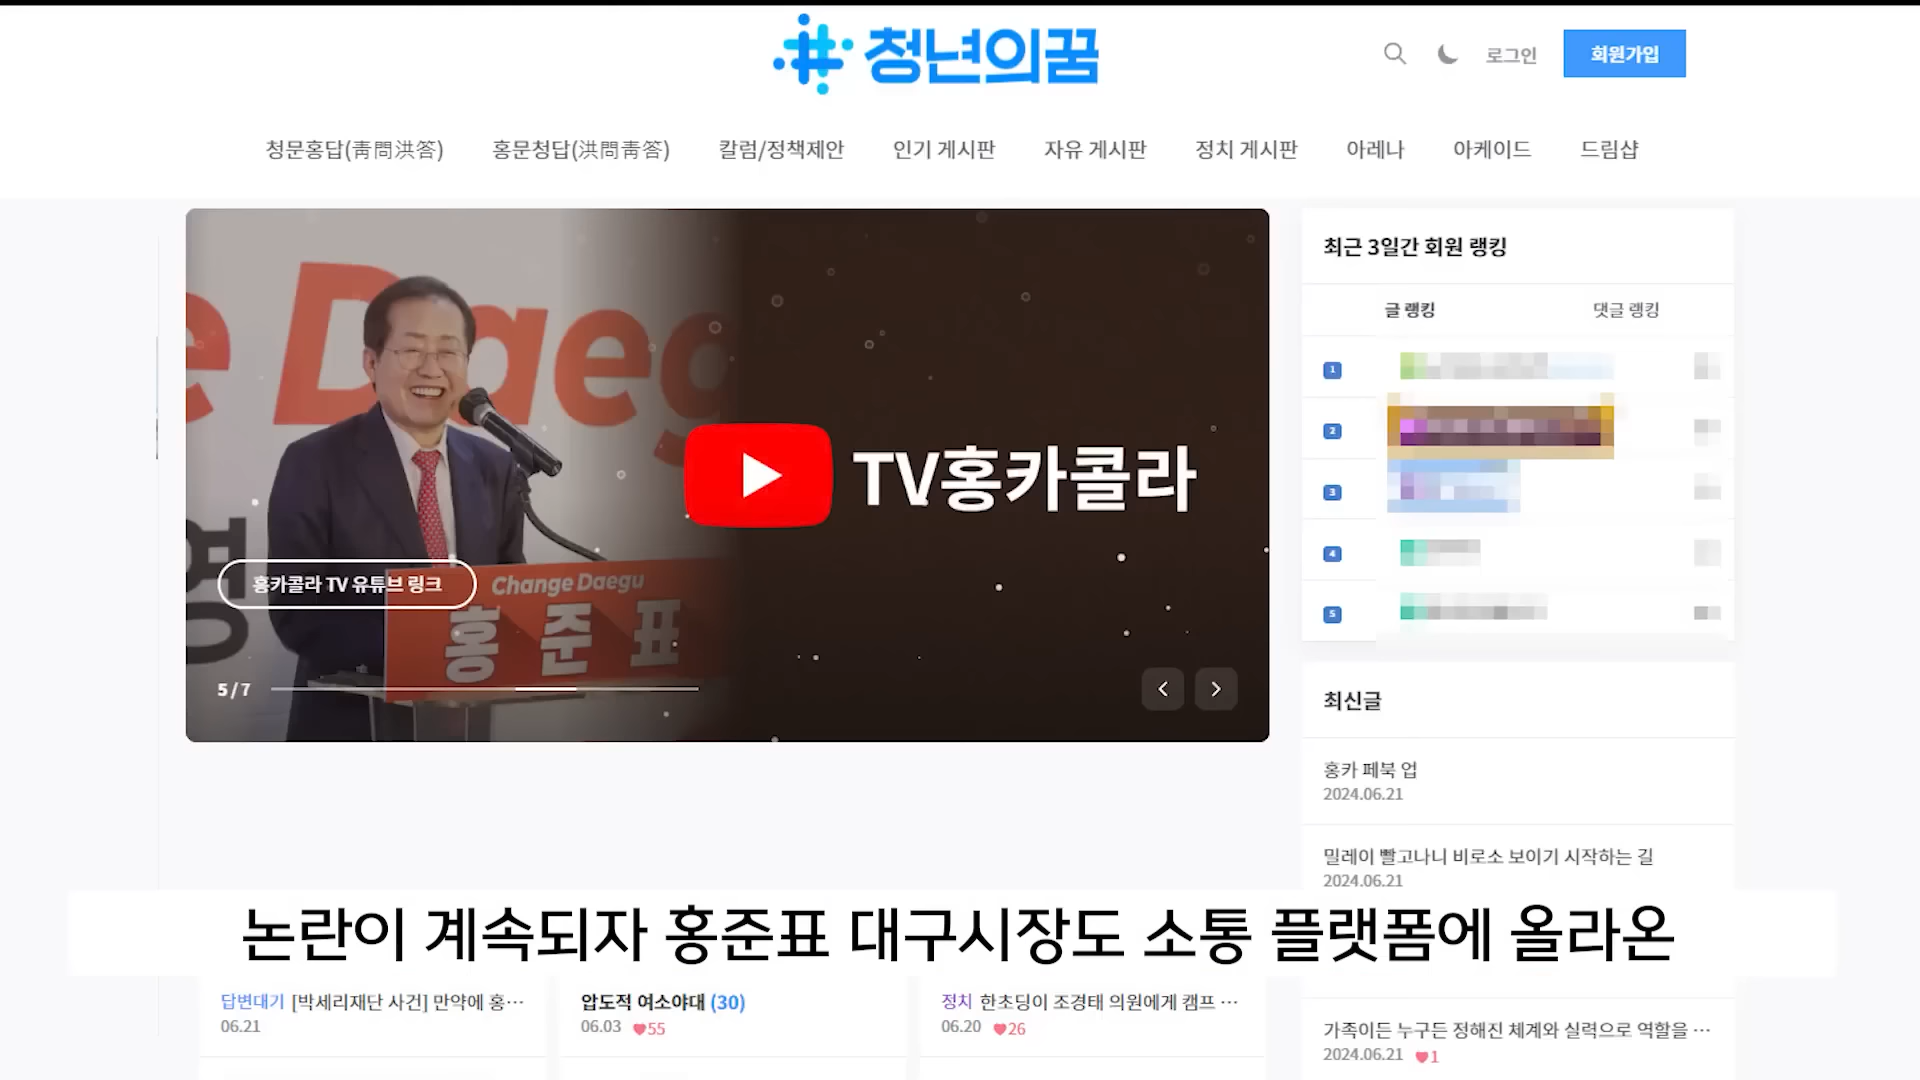 청년의꿈
로그인
회원가입
청문홍답(靑問洪答)
홍문청답(洪問靑答)
칼럼/정책제안
인기 게시판
자유 게시판
정치 게시판
아레나
아케이드
드림샵
e Daeg
TV홍카콜라
홍카콜라 TV 유튜브 링크
영
Change Daegu
홍준표
5/7
최근 3일간 회원 랭킹
글 랭킹
댓글 랭킹
1
2
3
4
5
최신글
홍카 페북 업
2024.06.21
밀레이 빨고나니 비로소 보이기 시작하는 길
2024.06.21
논란이 계속되자 홍준표 대구시장도 소통 플랫폼에 올라온
답변대기 [박세리재단 사건] 만약에 홍···
06.21
압도적 여소야대 (30)
06.03 ♥55
정치 한초딩이 조경태 의원에게 캠프 ···
06.20 ♥26
가족이든 누구든 정해진 체계와 실력으로 역할을 ···
2024.06.21 ♥1